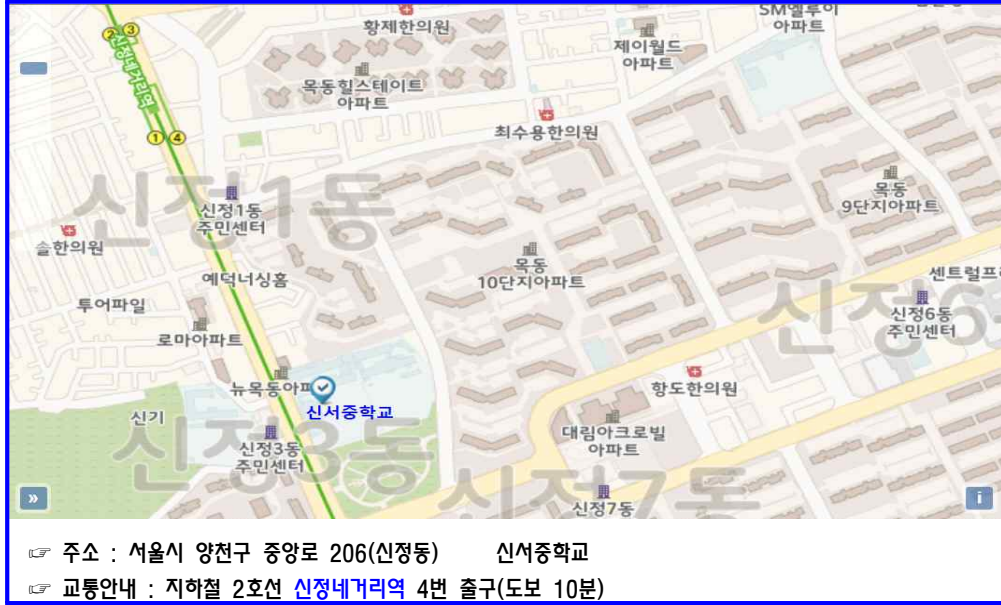 황제한의원
SM엘루이
아파트
② ③
신정네거리역
제이월드
아파트
목동힐스테이트
아파트
최수용한의원
① ④
신정1동
신정1동
주민센터
목동
9단지아파트
솔한의원
목동
10단지아파트
예덕너싱홈
센트럴프
투어파일
신정6
신정6동
주민센터
로마아파트
뉴목동아파
항도한의원
신서중학교
신기
신정3동
신정3동
주민센터
대림아크로빌
아파트
신정7동
신정7동
»
i
☞ 주소 : 서울시 양천구 중앙로 206(신정동) 신서중학교
☞ 교통안내 : 지하철 2호선 신정네거리역 4번 출구(도보 10분)